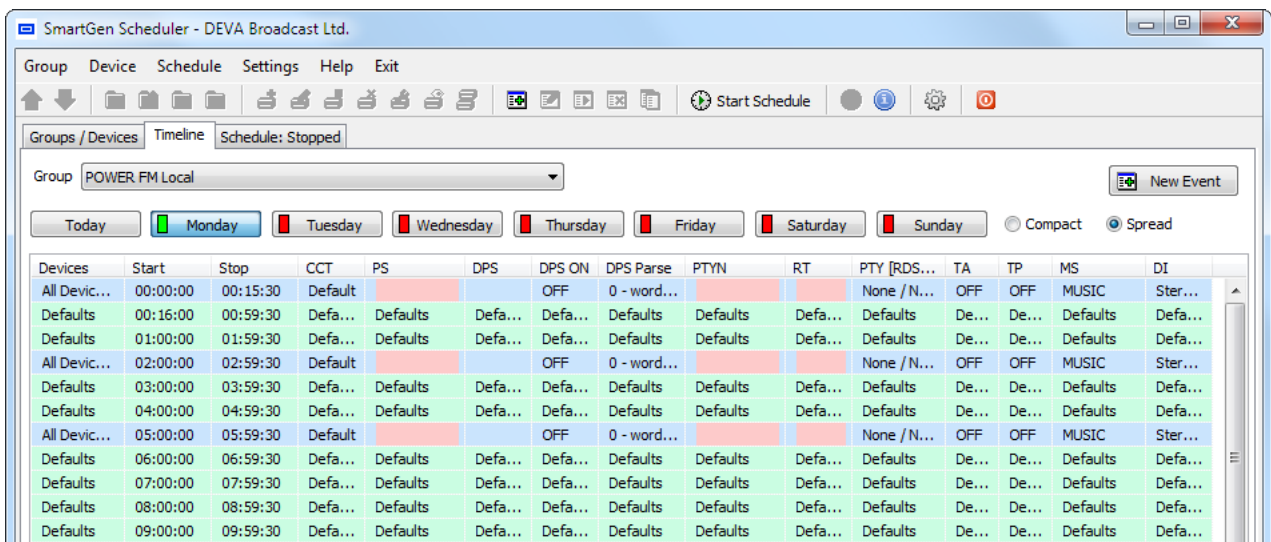 SmartGen Scheduler - DEVA Broadcast Ltd.
Group Device Schedule Settings Help Exit
Start Schedule
Groups / Devices Timeline Schedule: Stopped
Group POWER FM Local New Event
Today Monday Tuesday Wednesday Thursday Friday Saturday Sunday Compact Spread
Devices Start Stop CCT PS DPS DPS ON DPS Parse PTYN RT PTY [RDS... TA TP MS DI
All Devic... 00:00:00 00:15:30 Default OFF 0 - word... None / N... OFF OFF MUSIC Ster...
Defaults 00:16:00 00:59:30 Defa... Defaults Defa... Defa... Defaults Defaults Defa... Defaults De... De... Defaults Defa...
Defaults 01:00:00 01:59:30 Defa... Defaults Defa... Defa... Defaults Defaults Defa... Defaults De... De... Defaults Defa...
All Devic... 02:00:00 02:59:30 Default OFF 0 - word... None / N... OFF OFF MUSIC Ster...
Defaults 03:00:00 03:59:30 Defa... Defaults Defa... Defa... Defaults Defaults Defa... Defaults De... De... Defaults Defa...
Defaults 04:00:00 04:59:30 Defa... Defaults Defa... Defa... Defaults Defaults Defa... Defaults De... De... Defaults Defa...
All Devic... 05:00:00 05:59:30 Default OFF 0 - word... None / N... OFF OFF MUSIC Ster...
Defaults 06:00:00 06:59:30 Defa... Defaults Defa... Defa... Defaults Defaults Defa... Defaults De... De... Defaults Defa...
Defaults 07:00:00 07:59:30 Defa... Defaults Defa... Defa... Defaults Defaults Defa... Defaults De... De... Defaults Defa...
Defaults 08:00:00 08:59:30 Defa... Defaults Defa... Defa... Defaults Defaults Defa... Defaults De... De... Defaults Defa...
Defaults 09:00:00 09:59:30 Defa... Defaults Defa... Defa... Defaults Defaults Defa... Defaults De... De... Defaults Defa...